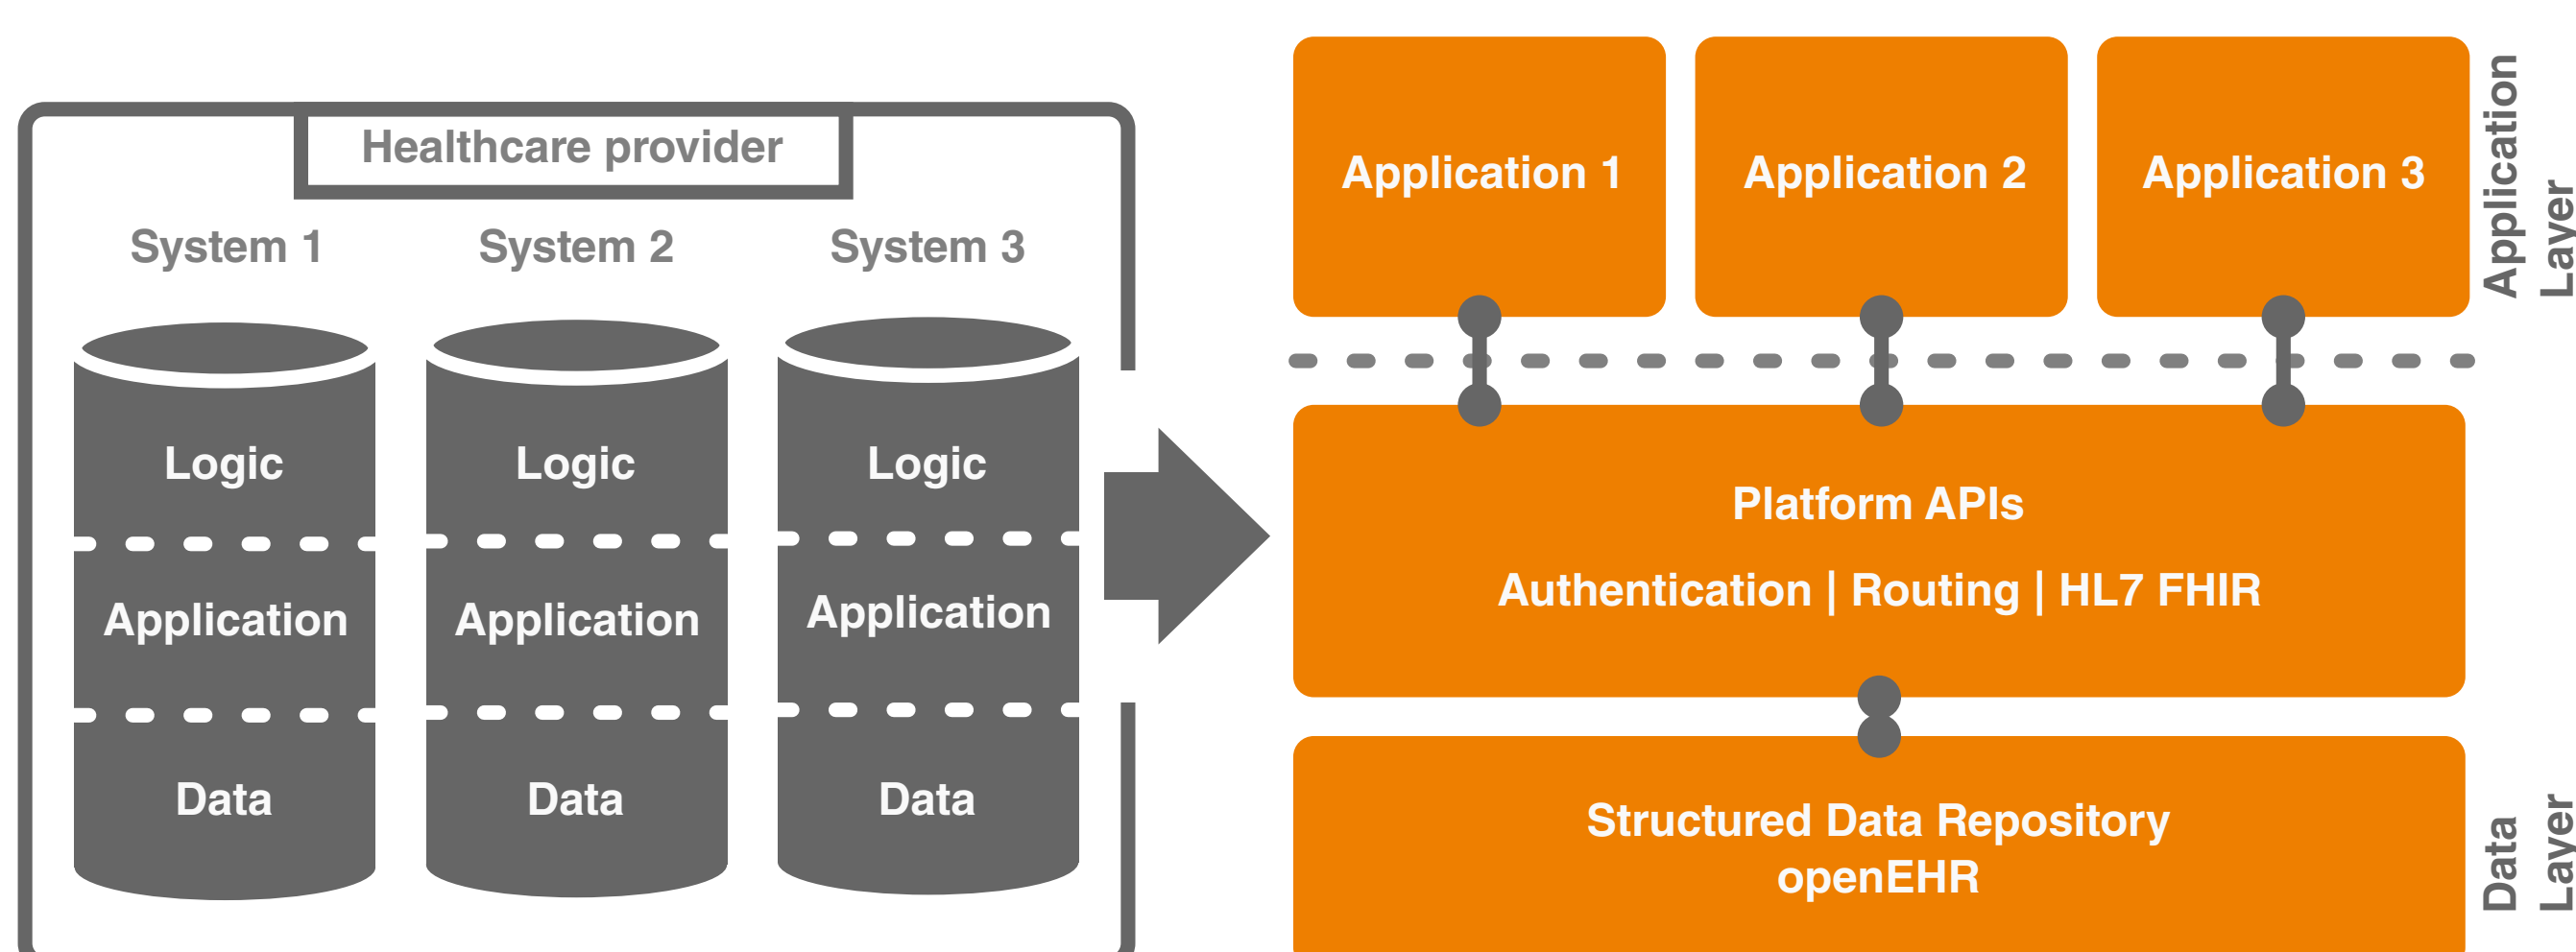 Healthcare provider
System 1
System 2
System 3
Logic
Logic
Logic
Application
Application
Application
Data
Data
Data
Application 1
Application 2
Application 3
Application
Layer
Platform APIs
Authentication | Routing | HL7 FHIR
Structured Data Repository
openEHR
Data
Layer